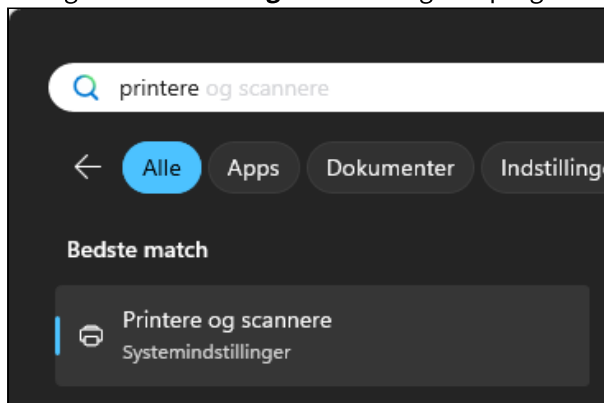 printere og scannere
Alle Apps Dokumenter
Bedste match
Printere og scannere
Systemindstillinger